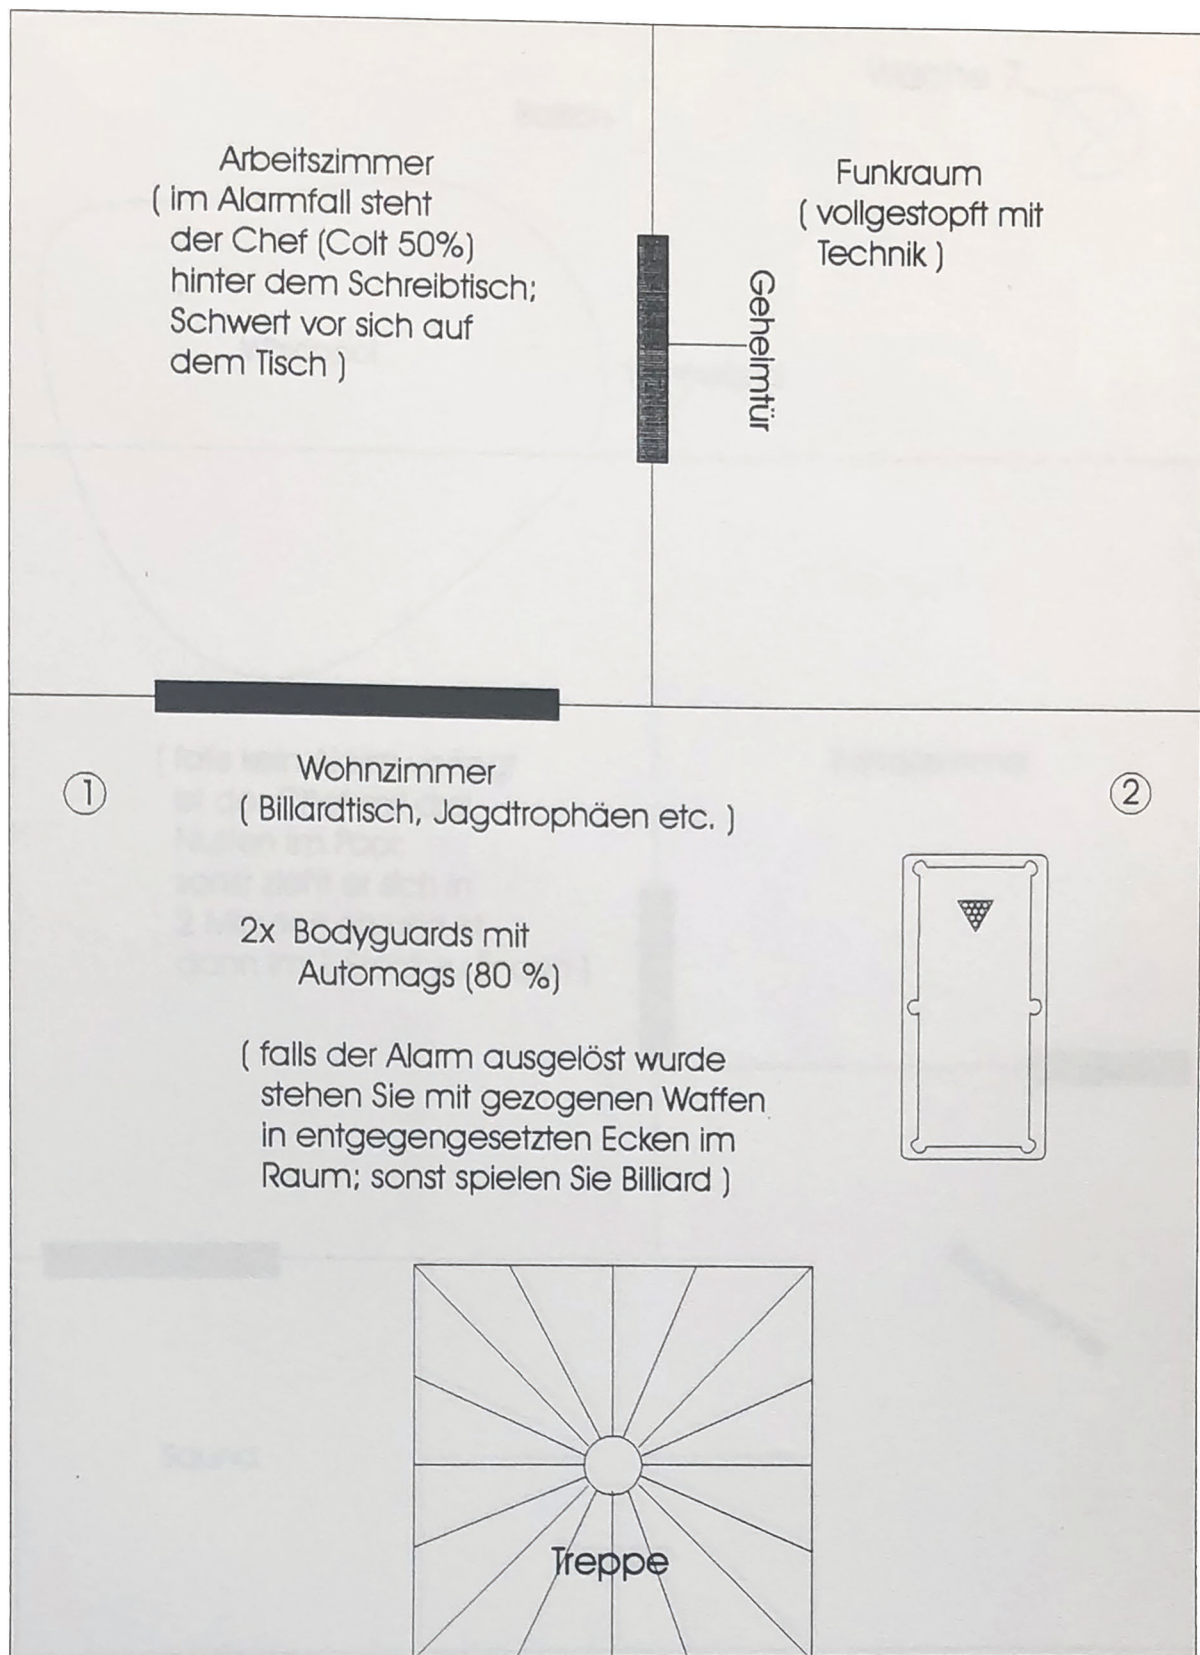 Arbeitszimmer
( im Alarmfall steht
der Chef (Colt 50%)
hinter dem Schreibtisch;
Schwert vor sich auf
dem Tisch )
Funkraum
( vollgestopft mit
Technik )
Geheimtür
1
Wohnzimmer
( Billardtisch, Jagdtrophäen etc. )
2
2x Bodyguards mit
Automags (80 %)
( falls der Alarm ausgelöst wurde
stehen Sie mit gezogenen Waffen
in entgegengesetzten Ecken im
Raum; sonst spielen Sie Billiard )
Treppe